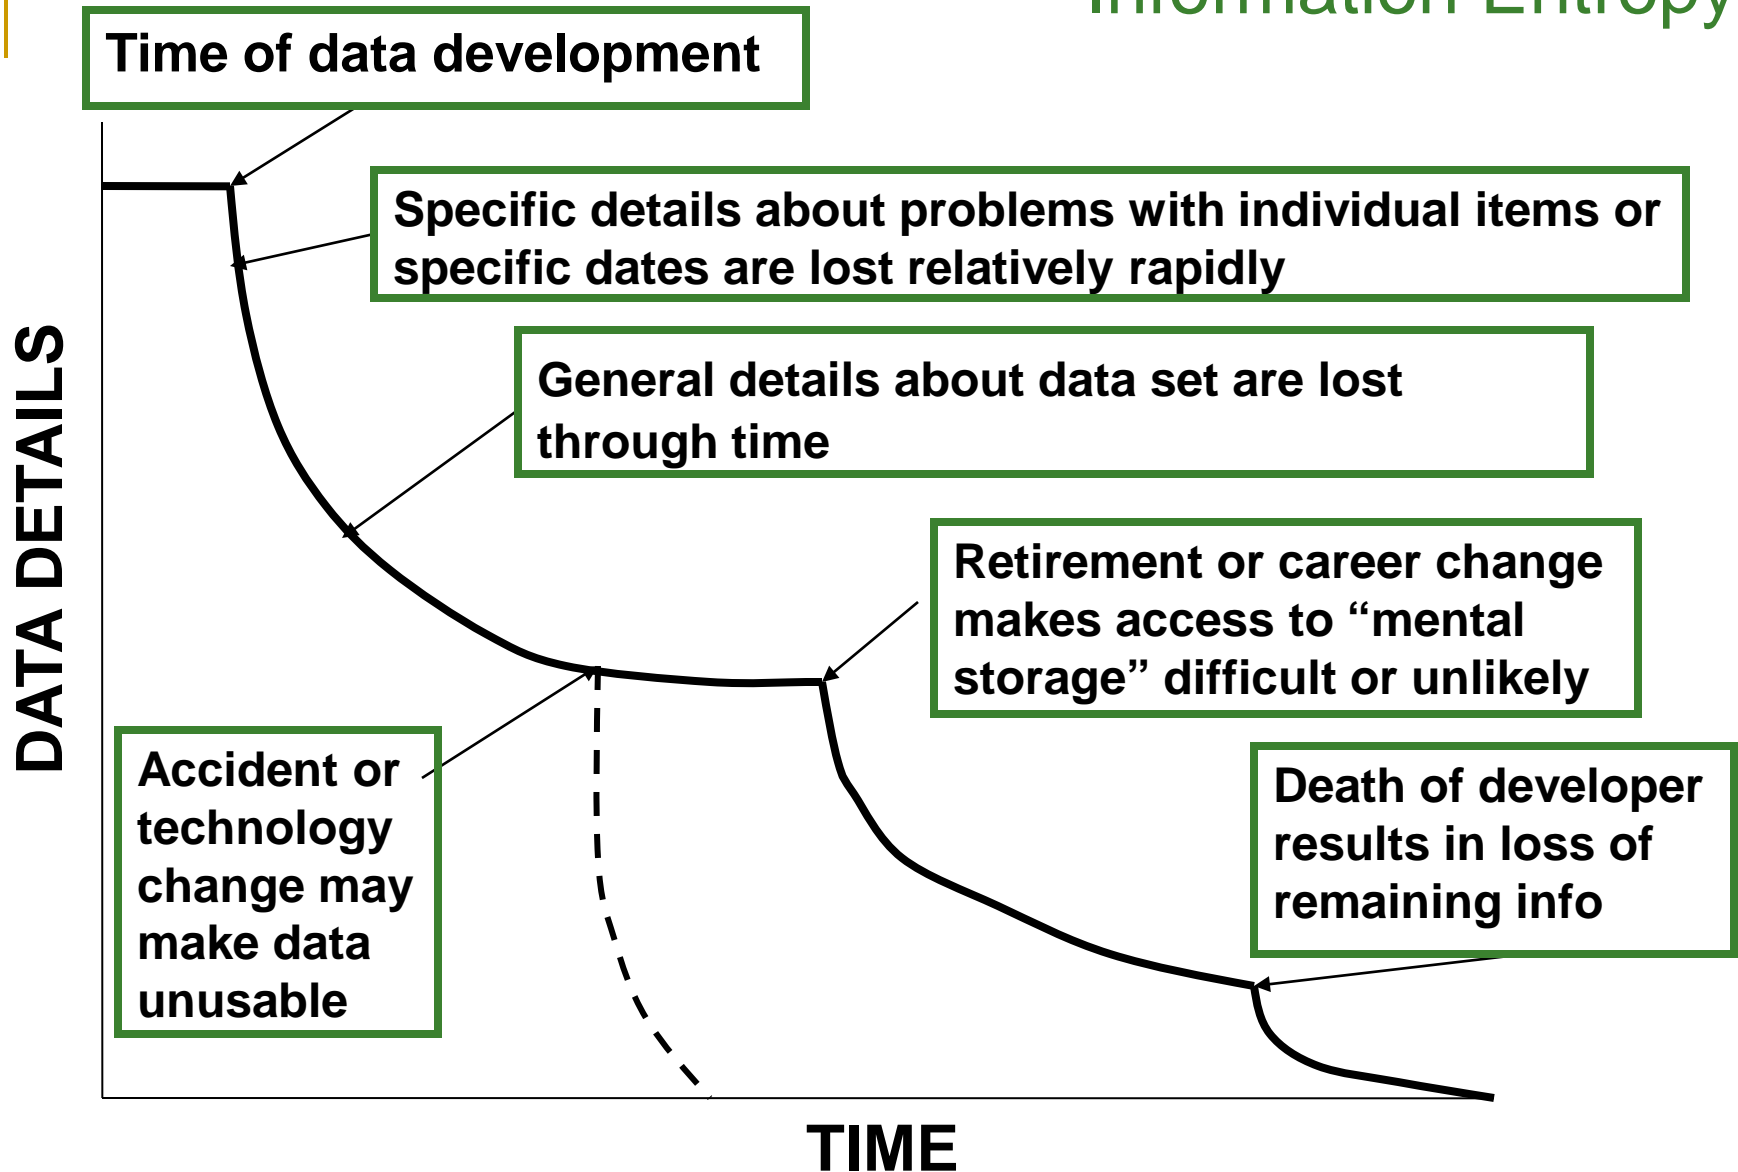 Information Entropy
Time of data development
Specific details about problems with individual items or
specific dates are lost relatively rapidly
General details about data set are lost
through time
Retirement or career change
makes access to “mental
storage” difficult or unlikely
Accident or
technology
change may
make data
unusable
Death of developer
results in loss of
remaining info
DATA DETAILS
TIME